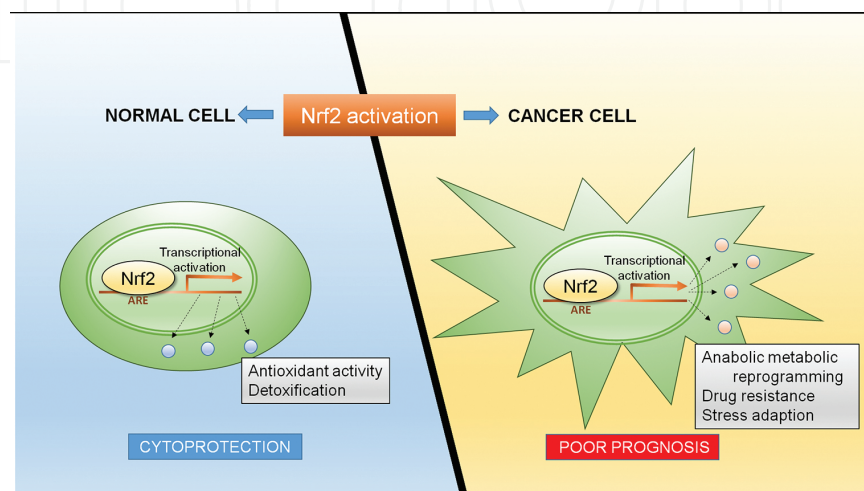 NORMAL CELL
Nrf2 activation
CANCER CELL
Transcriptional
activation
Nrf2
ARE
Antioxidant activity
Detoxification
CYTOPROTECTION
Transcriptional
activation
Nrf2
ARE
Anabolic metabolic
reprogramming
Drug resistance
Stress adaption
POOR PROGNOSIS